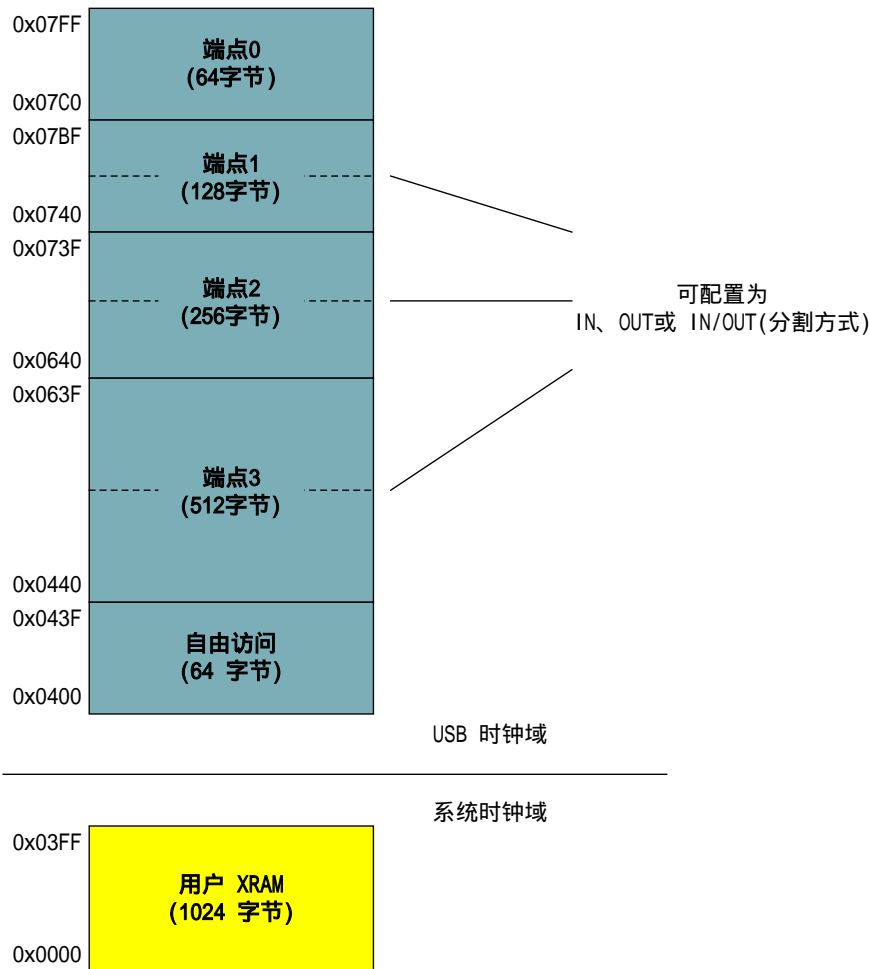 0x07FF
端点0
(64字节)
0x07C0
0x07BF
端点1
(128字节)
0x0740
0x073F
端点2
(256字节)
可配置为
IN、OUT或 IN/OUT(分割方式)
0x0640
0x063F
端点3
(512字节)
0x0440
0x043F
自由访问
(64 字节)
0x0400
USB 时钟域
系统时钟域
0x03FF
用户 XRAM
(1024 字节)
0x0000